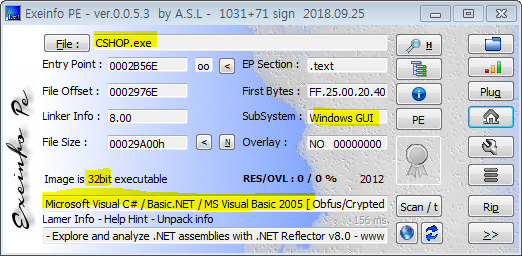 Exeinfo PE - ver.0.0.5.3 by A.S.L - 1031+71 sign 2018.09.25
File : CSHOP.exe
H
Entry Point : 0002B56E oo < EP Section : .text
File Offset : 0002976E First Bytes : FF.25.00.20.40
Plug
Linker Info : 8.00 SubSystem : Windows GUI
PE
File Size : 00029A00h < N Overlay : NO 00000000
Image is 32bit executable RES/OVL : 0 / 0 % 2012
Microsoft Visual C# / Basic.NET / MS Visual Basic 2005 [ Obfus/Crypted
Scan / t
Rip
Lamer Info - Help Hint - Unpack info 156 ms.
- Explore and analyze .NET assemblies with .NET Reflector v8.0 - www
>>
Exeinfo Pe